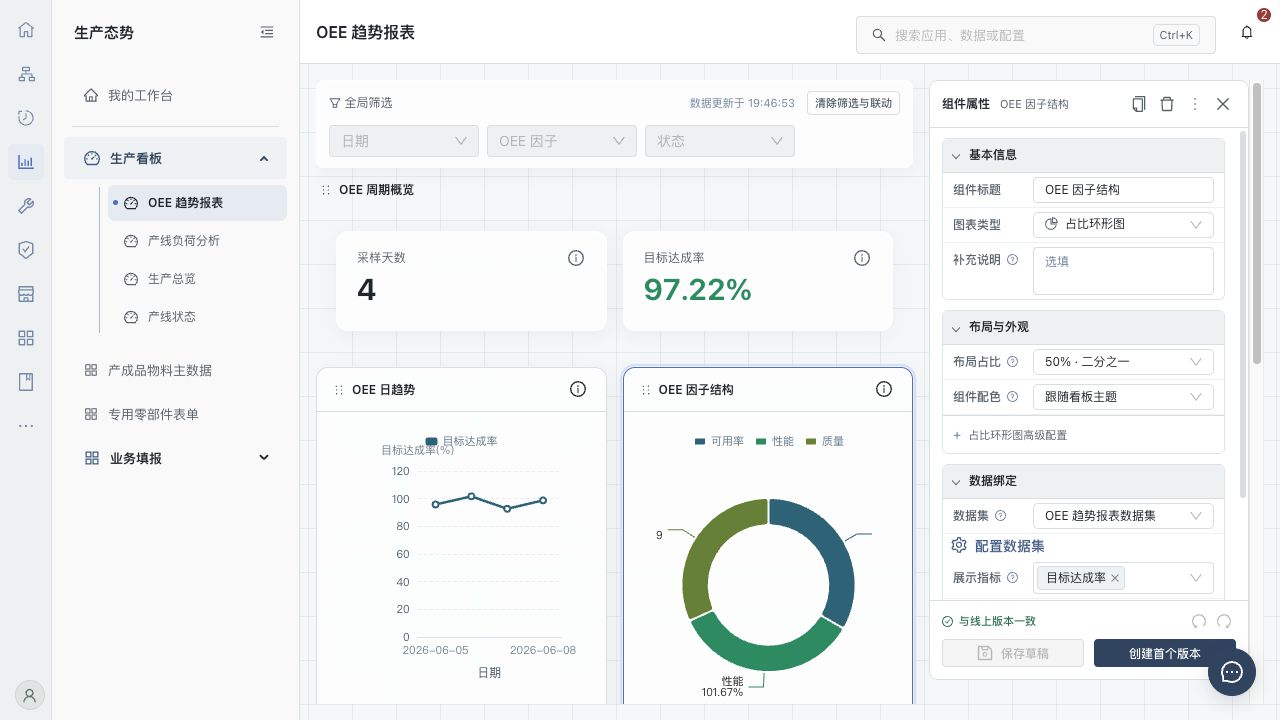 生产态势
OEE 趋势报表
搜索应用、数据或配置
Ctrl+K
2
我的工作台
生产看板
OEE 趋势报表
产线负荷分析
生产总览
产线状态
产成品物料主数据
专用零部件表单
业务填报
全局筛选
数据更新于 19:46:53
清除筛选与联动
日期
OEE 因子
状态
OEE 周期概览
采样天数
4
目标达成率
97.22%
OEE 日趋势
目标达成率
目标达成率(%)
120
100
80
60
40
20
0
2026-06-05
2026-06-08
日期
OEE 因子结构
可用率
性能
质量
9
性能
101.67%
组件属性
OEE 因子结构
基本信息
组件标题
OEE 因子结构
图表类型
占比环形图
补充说明
选填
布局与外观
布局占比
50% · 二分之一
组件配色
跟随看板主题
+ 占比环形图高级配置
数据绑定
数据集
OEE 趋势报表数据集
配置数据集
展示指标
目标达成率
与线上版本一致
保存草稿
创建首个版本